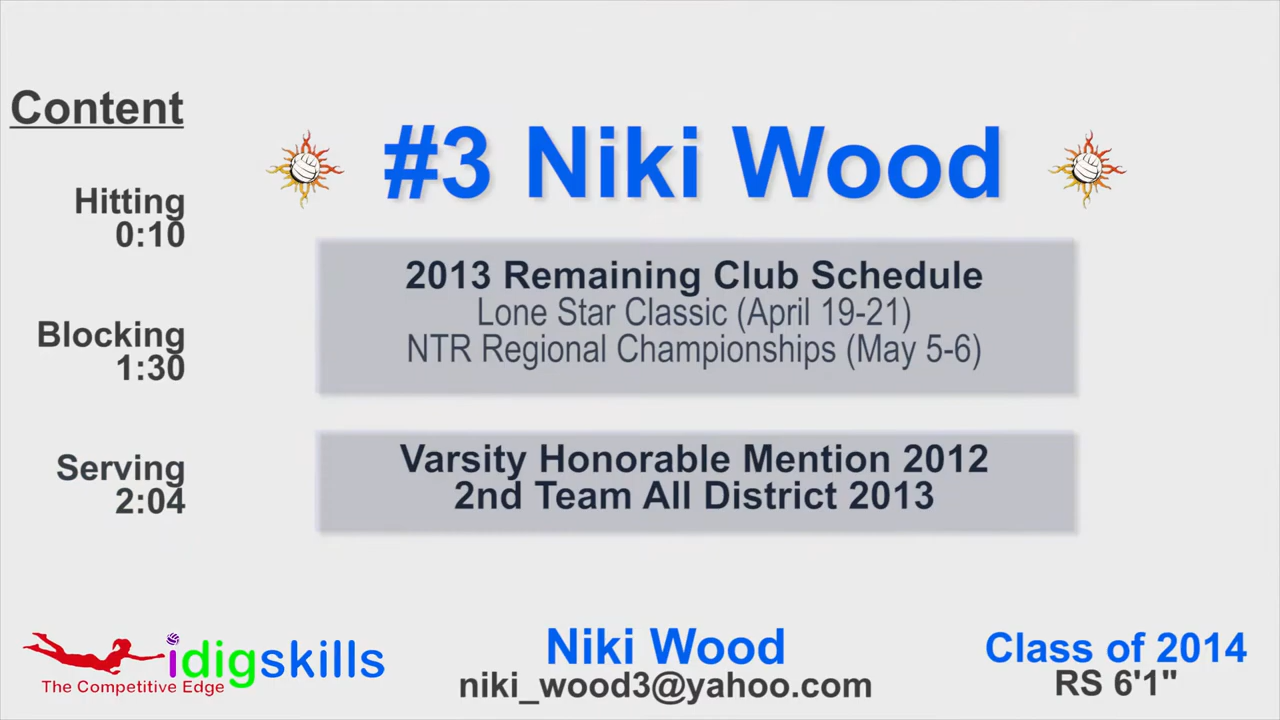 Content
Hitting
0:10
Blocking
1:30
Serving
2:04
#3 Niki Wood
2013 Remaining Club Schedule
Lone Star Classic (April 19-21)
NTR Regional Championships (May 5-6)
Varsity Honorable Mention 2012
2nd Team All District 2013
idigskills
The Competitive Edge
Niki Wood
niki_wood3@yahoo.com
Class of 2014
RS 6'1"